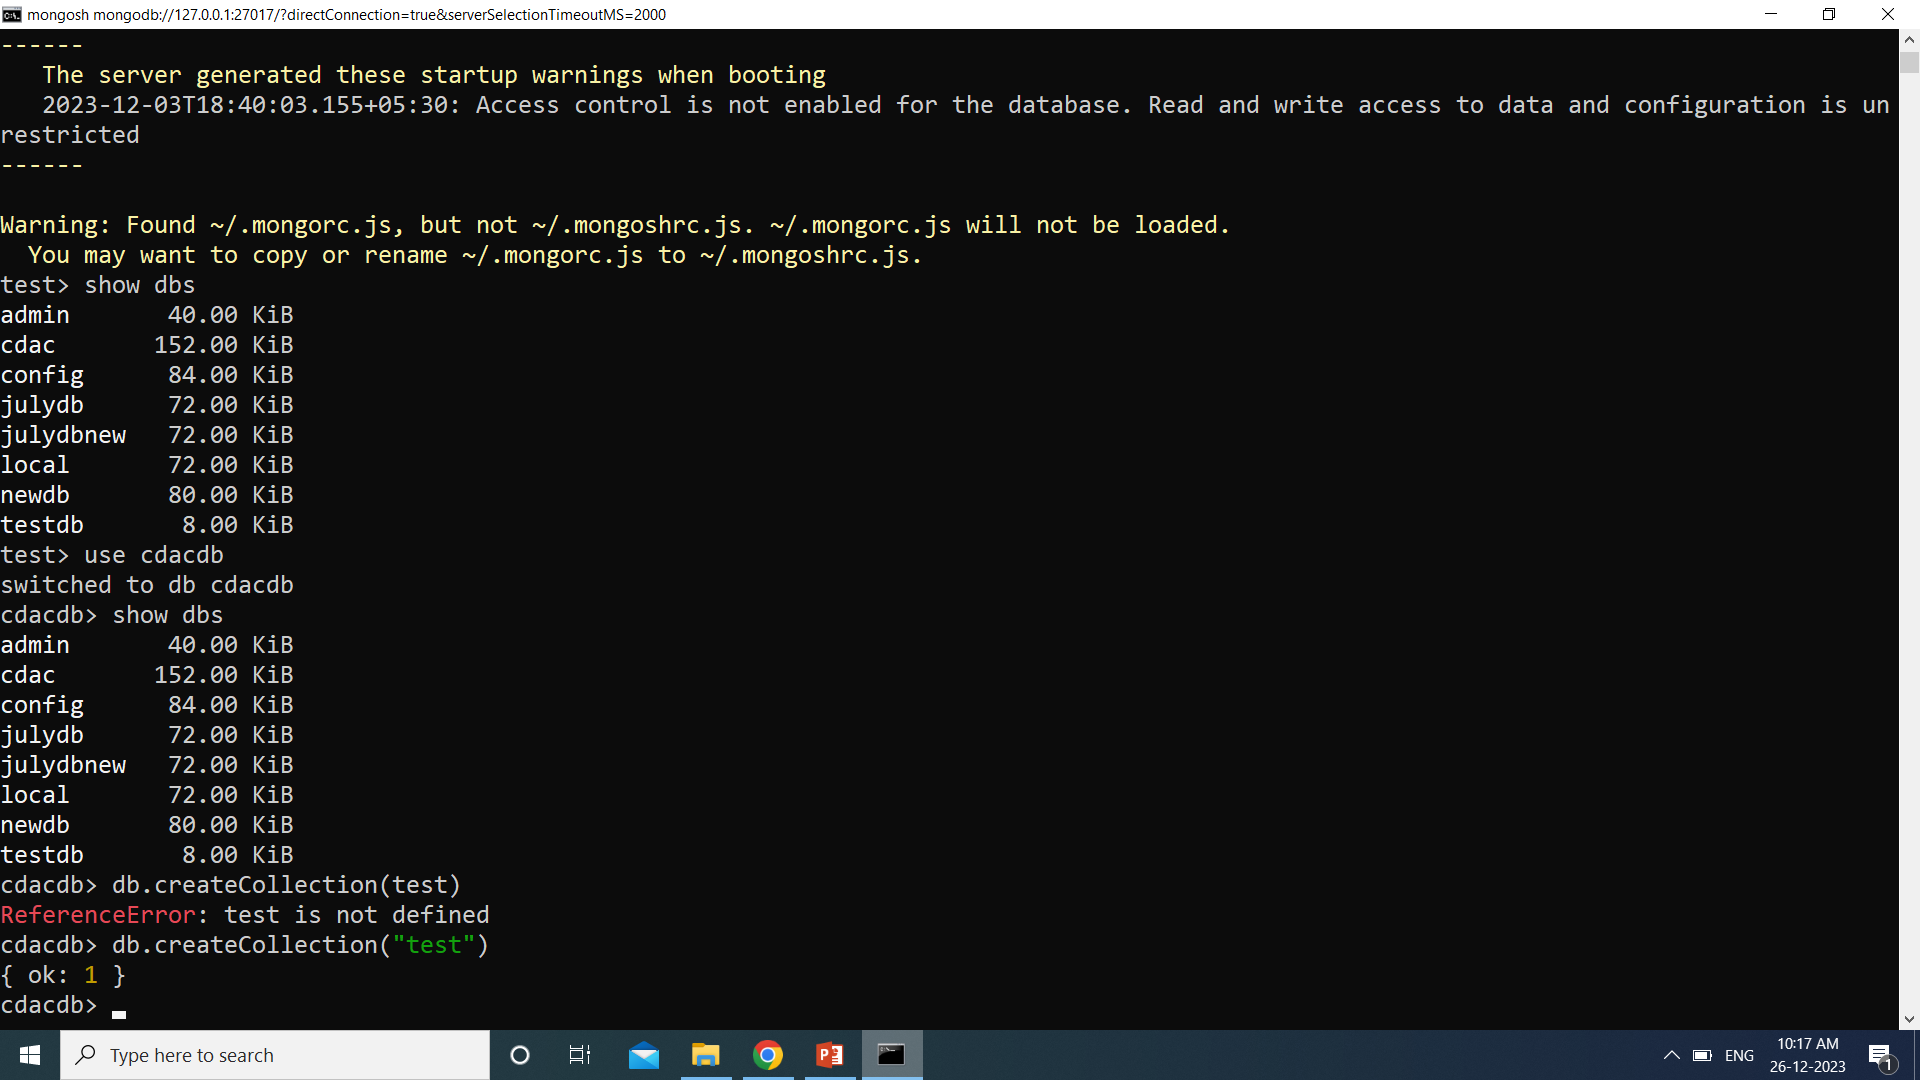 mongosh mongodb://127.0.0.1:27017/?directConnection=true&serverSelectionTimeoutMS=2000
------
   The server generated these startup warnings when booting
   2023-12-03T18:40:03.155+05:30: Access control is not enabled for the database. Read and write access to data and configuration is un
restricted
------
Warning: Found ~/.mongorc.js, but not ~/.mongoshrc.js. ~/.mongorc.js will not be loaded.
  You may want to copy or rename ~/.mongorc.js to ~/.mongoshrc.js.
test> show dbs
admin       40.00 KiB
cdac       152.00 KiB
config      84.00 KiB
julydb      72.00 KiB
julydbnew   72.00 KiB
local       72.00 KiB
newdb       80.00 KiB
testdb       8.00 KiB
test> use cdacdb
switched to db cdacdb
cdacdb> show dbs
admin       40.00 KiB
cdac       152.00 KiB
config      84.00 KiB
julydb      72.00 KiB
julydbnew   72.00 KiB
local       72.00 KiB
newdb       80.00 KiB
testdb       8.00 KiB
cdacdb> db.createCollection(test)
ReferenceError: test is not defined
cdacdb> db.createCollection("test")
{ ok: 1 }
cdacdb>
Type here to search
ENG
10:17 AM
26-12-2023
1